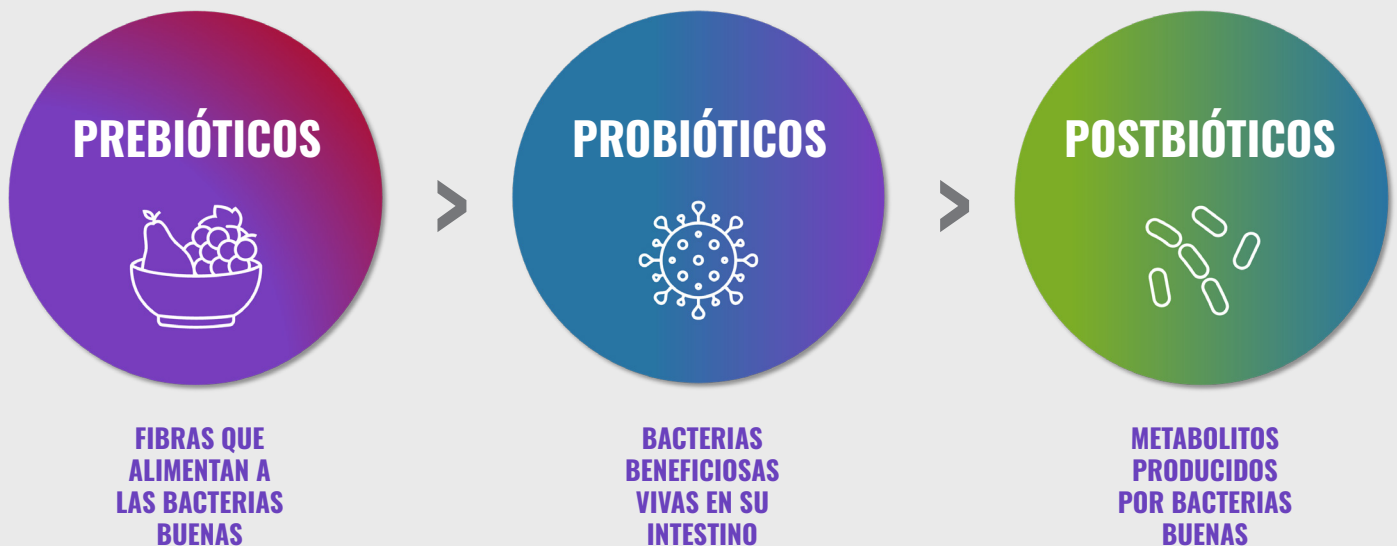 PREBIÓTICOS
FIBRAS QUE
ALIMENTAN A
LAS BACTERIAS
BUENAS
>
PROBIÓTICOS
BACTERIAS
BENEFICIOSAS
VIVAS EN SU
INTESTINO
>
POSTBIÓTICOS
METABOLITOS
PRODUCIDOS
POR BACTERIAS
BUENAS